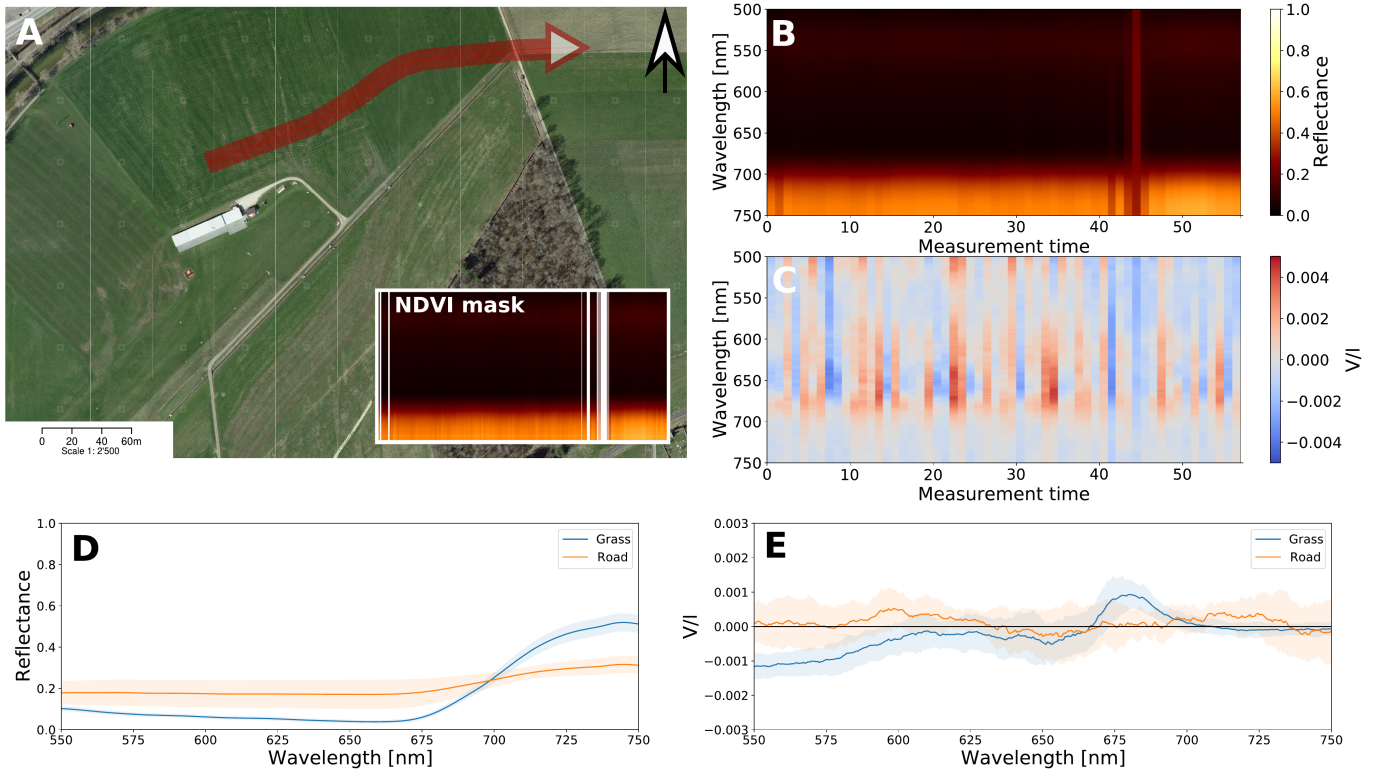 A
NDVI mask
0 20 40 60m
Scale 1: 2'500
B
Wavelength [nm]
500
550
600
650
700
750
0 10 20 30 40 50
Measurement time
1.0
0.8
0.6
0.4
0.2
0.0
Reflectance
C
Wavelength [nm]
500
550
600
650
700
750
0 10 20 30 40 50
Measurement time
0.004
0.002
0.000
−0.002
−0.004
V/I
D
Reflectance
1.0
0.8
0.6
0.4
0.2
0.0
Grass
Road
550 575 600 625 650 675 700 725 750
Wavelength [nm]
E
V/I
0.003
0.002
0.001
0.000
−0.001
−0.002
−0.003
Grass
Road
550 575 600 625 650 675 700 725 750
Wavelength [nm]